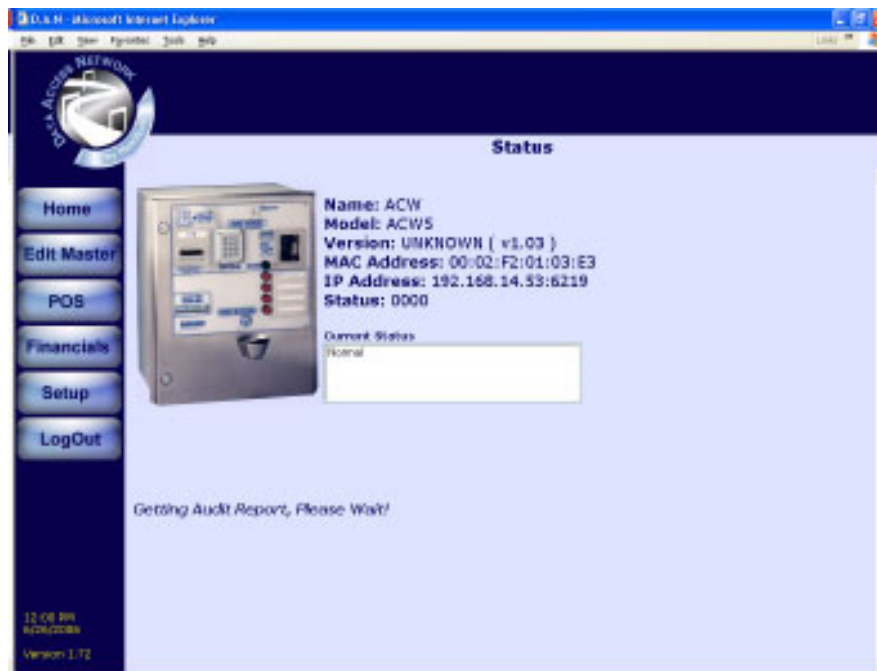 D.A.N - Microsoft Internet Explorer
File Edit View Favorites Tools Help
Links
DATA ACCESS NETWORK
Status
Home
Edit Master
POS
Financials
Setup
LogOut
Name: ACW
Model: ACW5
Version: UNKNOWN ( v1.03 )
MAC Address: 00:02:F2:01:03:E3
IP Address: 192.168.14.53:6219
Status: 0000
Current Status
Normal
Getting Audit Report, Please Wait!
12:08 PM
Version 1.72